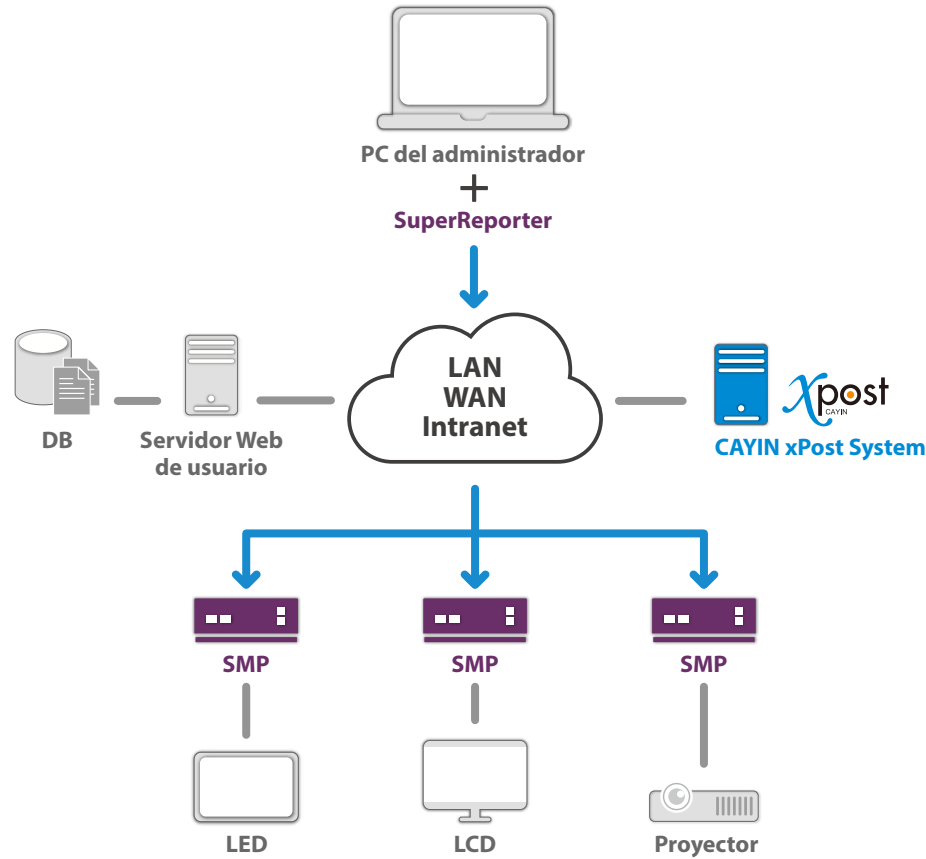 PC del administrador
+
SuperReporter
LAN
WAN
Intranet
DB
Servidor Web
de usuario
xpost
CAYIN
CAYIN xPost System
SMP
SMP
SMP
LED
LCD
Proyector